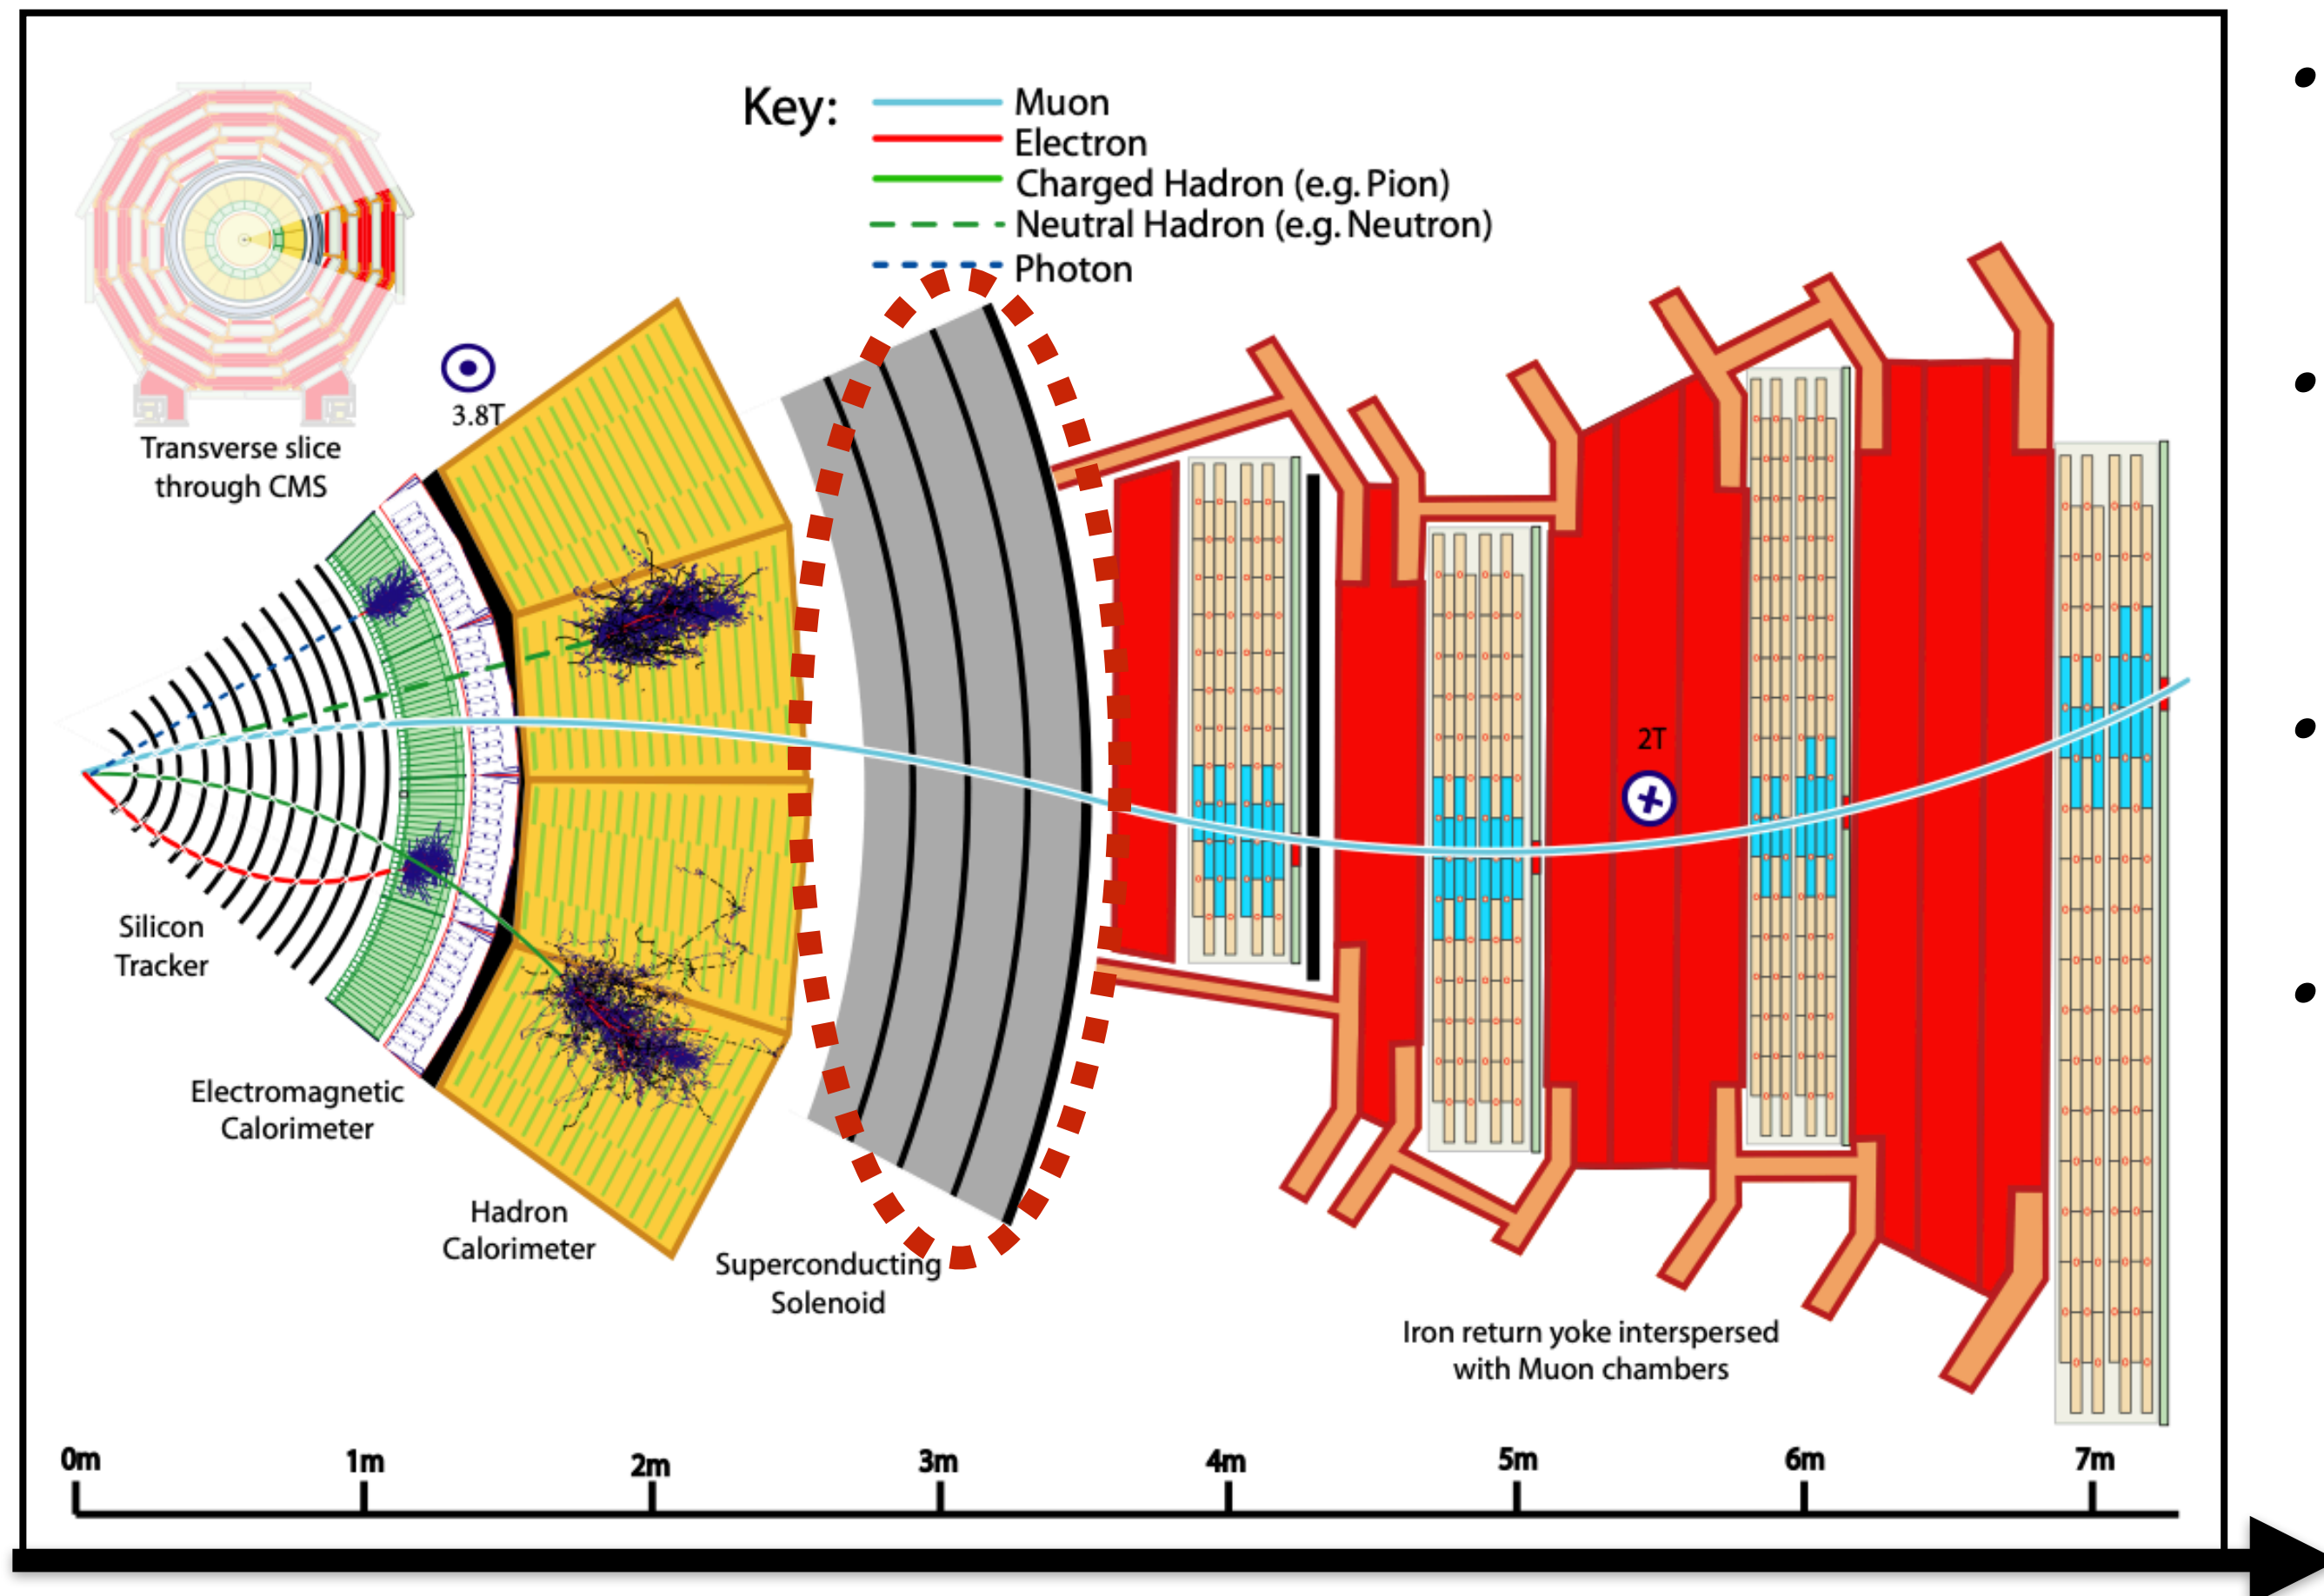 Key:
Muon
Electron
Charged Hadron (e.g. Pion)
Neutral Hadron (e.g. Neutron)
Photon
3.8T
Transverse slice
through CMS
2T
Silicon
Tracker
Electromagnetic
Calorimeter
Hadron
Calorimeter
Superconducting
Solenoid
Iron return yoke interspersed
with Muon chambers
0m 1m 2m 3m 4m 5m 6m 7m